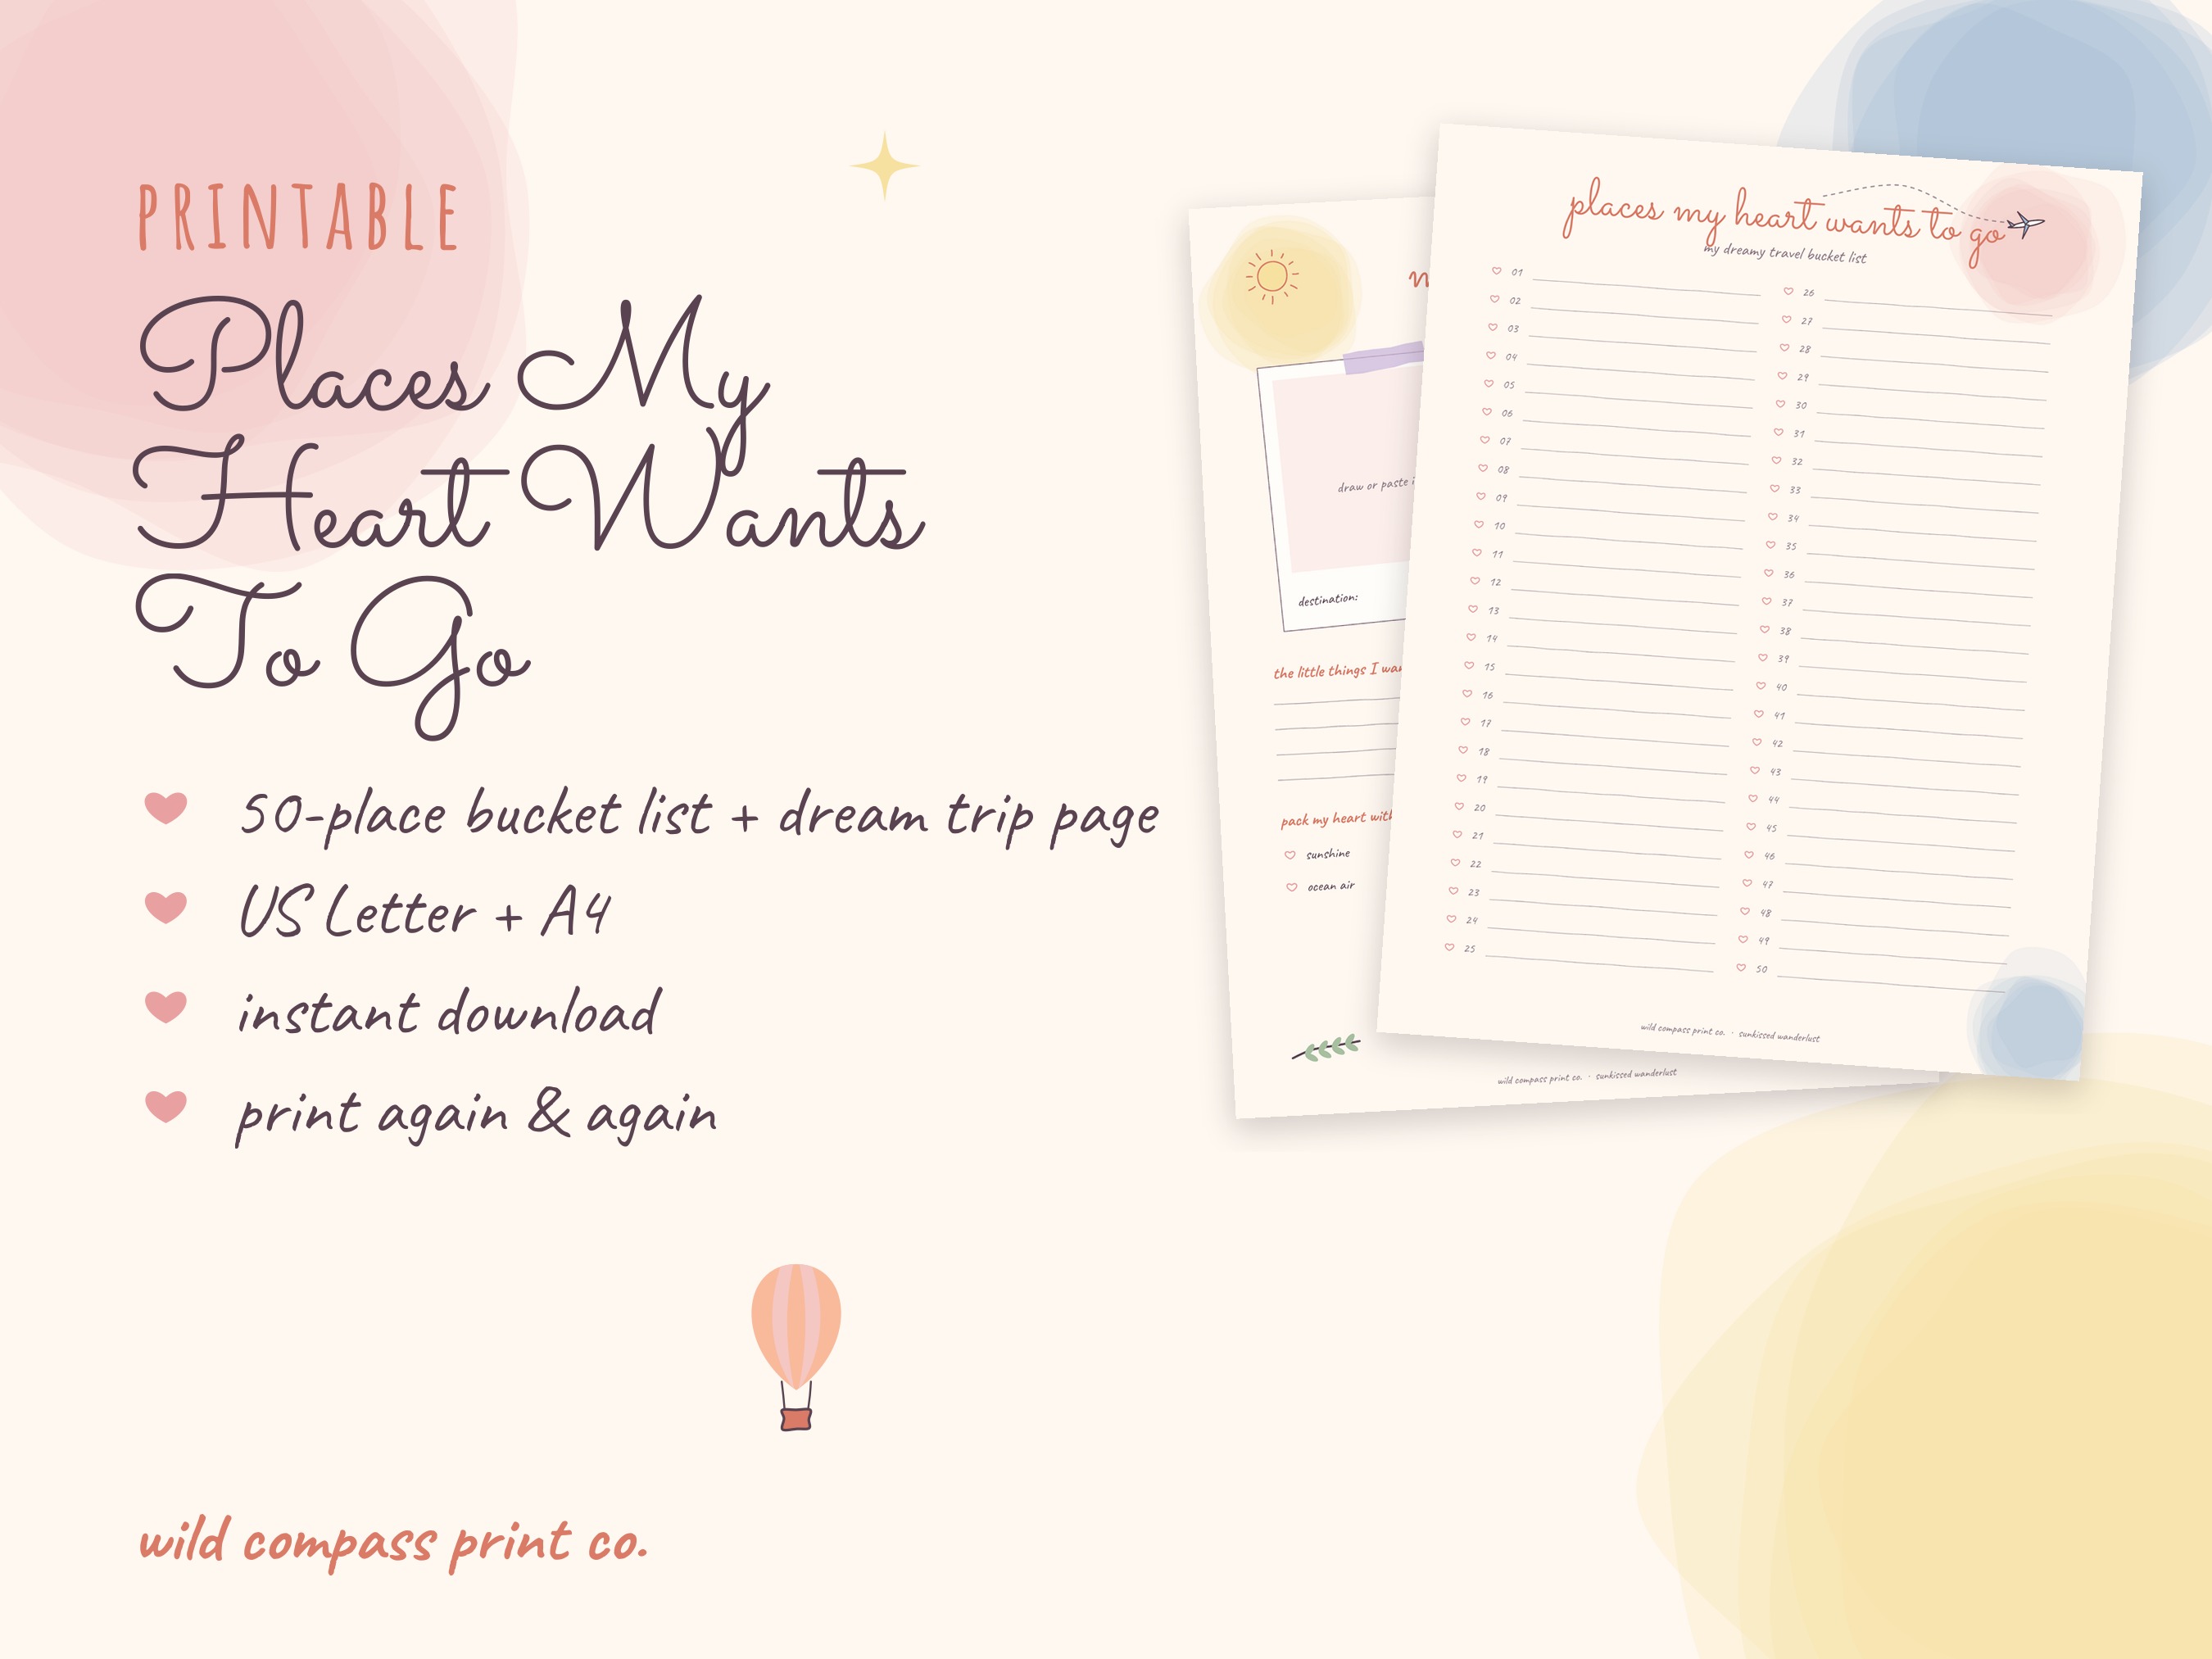 PRINTABLE
Places My
Heart Wants
To Go
50-place bucket list + dream trip page
US Letter + A4
instant download
print again & again
wild compass print co.
draw or paste
destination:
the little things I
pack my heart with
sunshine
ocean air
wild compass print co. · sunkissed wanderlust
places my heart wants to go
my dreamy travel bucket list
01
02
03
04
05
06
07
08
09
10
11
12
13
14
15
16
17
18
19
20
21
22
23
24
25
26
27
28
29
30
31
32
33
34
35
36
37
38
39
40
41
42
43
44
45
46
47
48
49
50
wild compass print co. · sunkissed wanderlust